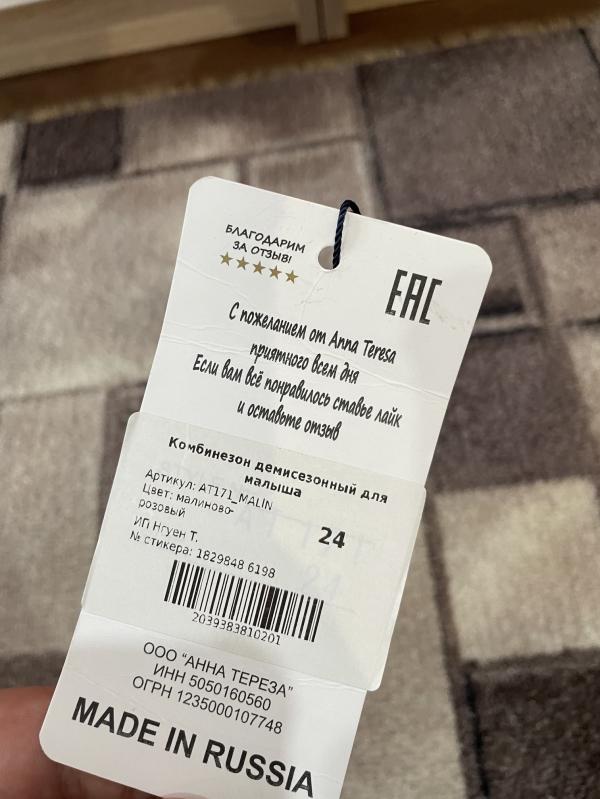 БЛАГОДАРИМ
ЗА ОТЗЫВ!
EAC
С пожеланием от Anna Teresa
приятного всем дня
Если вам всё понравилось ставье лайк
и оставьте отзыв
Комбинезон демисезонный для
малыша
Артикул: AT171_MALIN
Цвет: малиново-
розовый
24
ИП Нгуен Т.
№ стикера: 1829848 6198
2039383810201
ООО "АННА ТЕРЕЗА"
ИНН 5050160560
ОГРН 1235000107748
MADE IN RUSSIA